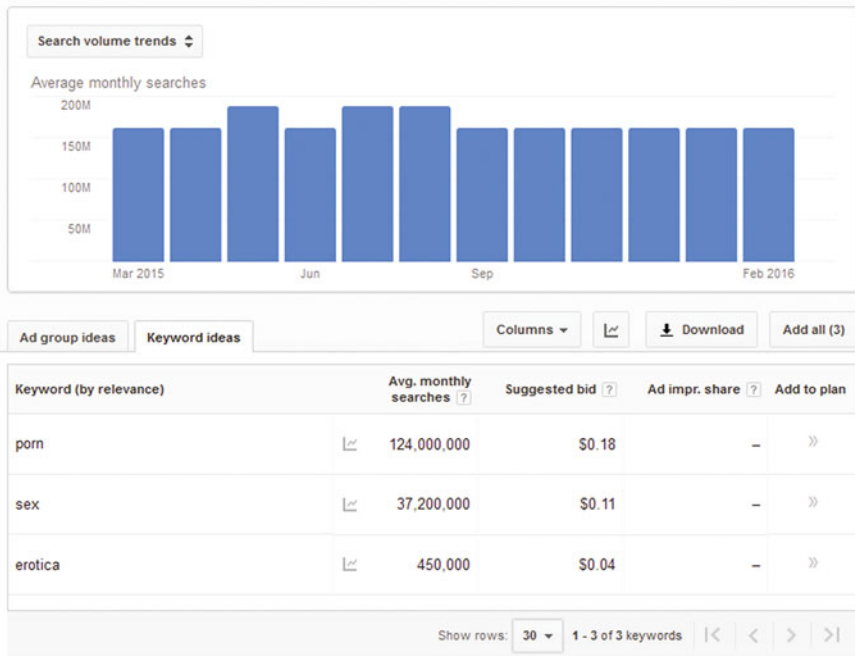 Search volume trends
Average monthly searches
200M
150M
100M
50M
Mar 2015 Jun Sep Feb 2016
Ad group ideas Keyword ideas Columns Download Add all (3)
Keyword (by relevance) Avg. monthly searches ? Suggested bid ? Ad impr. share ? Add to plan
porn 124,000,000 $0.18 – »
sex 37,200,000 $0.11 – »
erotica 450,000 $0.04 – »
Show rows: 30 1 - 3 of 3 keywords |< < > >|